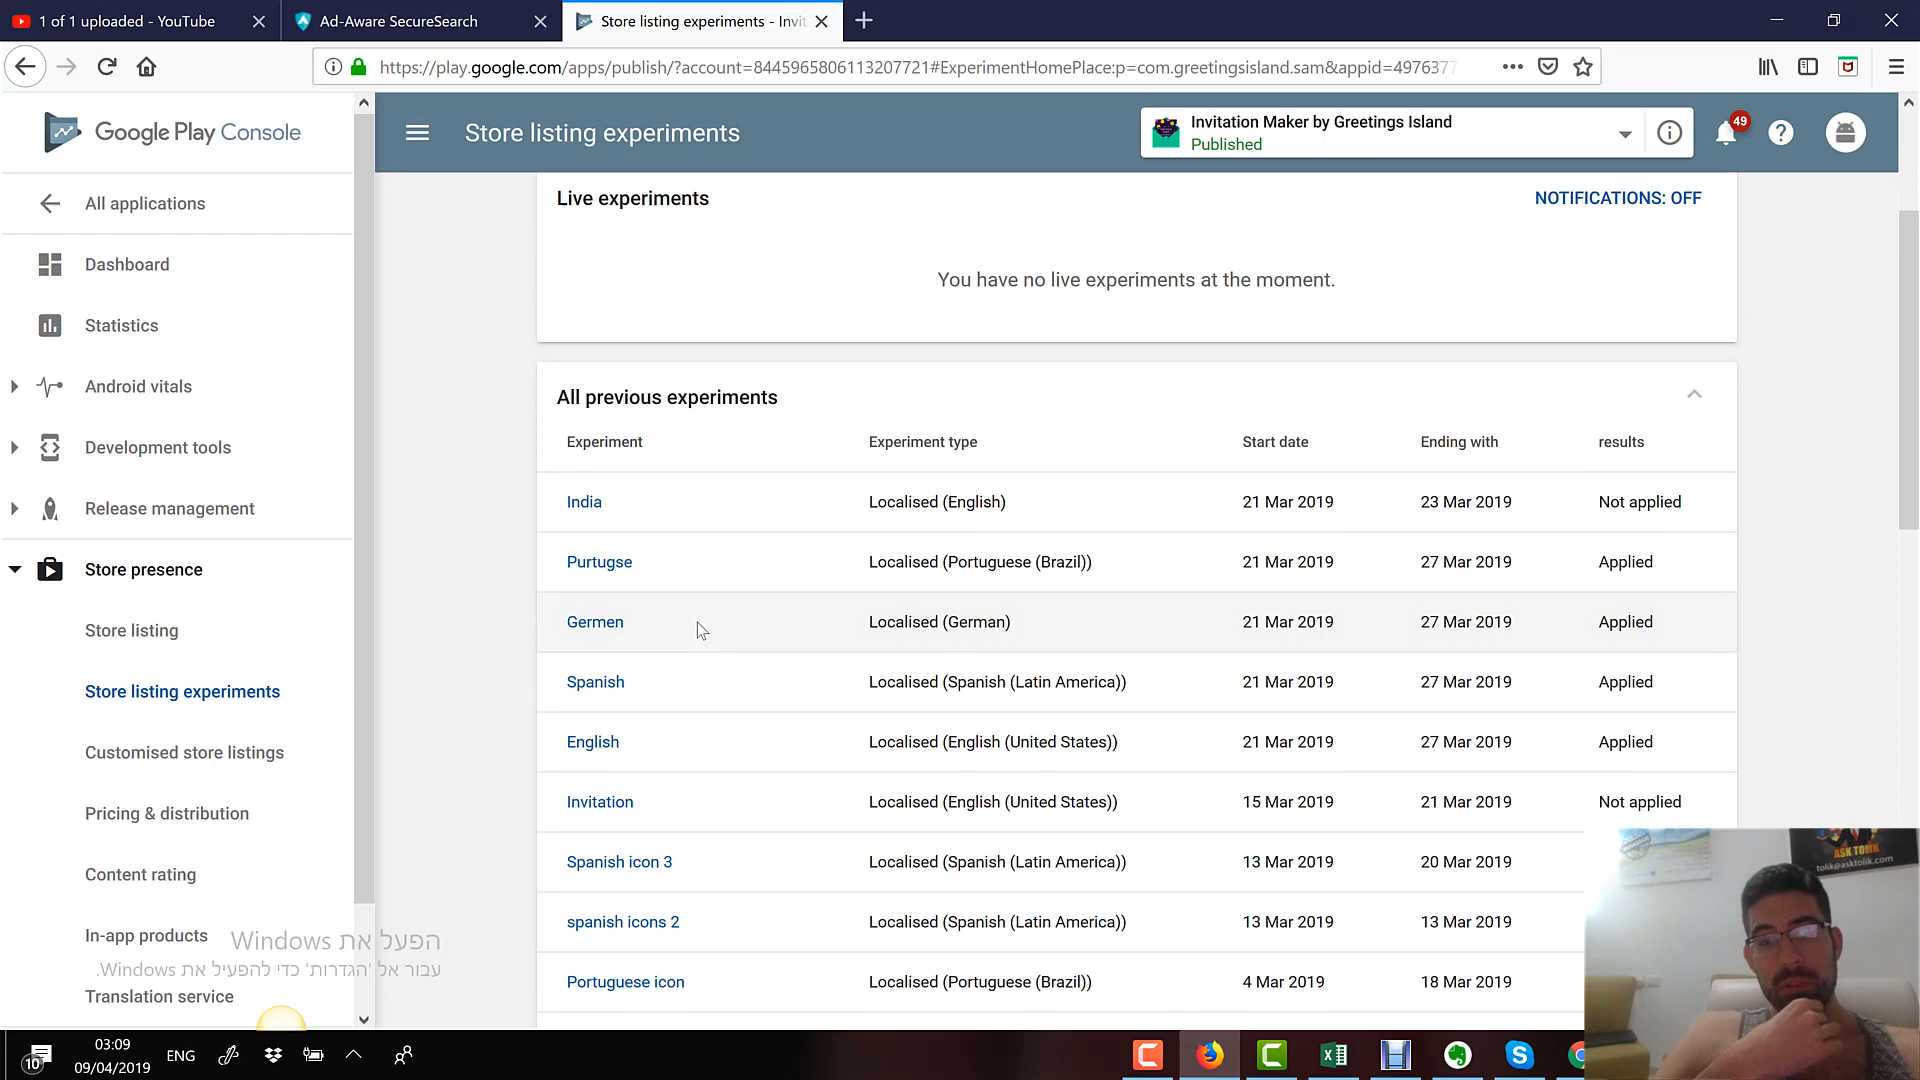 1 of 1 uploaded - YouTube
Ad-Aware SecureSearch
Store listing experiments - Invit
https://play.google.com/apps/publish/?account=8445965806113207721#ExperimentHomePlace:p=com.greetingsisland.sam&appid=497637
Google Play Console
Store listing experiments
Invitation Maker by Greetings Island
Published
49
All applications
Dashboard
Statistics
Android vitals
Development tools
Release management
Store presence
Store listing
Store listing experiments
Customised store listings
Pricing & distribution
Content rating
In-app products
Translation service
Live experiments
NOTIFICATIONS: OFF
You have no live experiments at the moment.
All previous experiments
Experiment Experiment type Start date Ending with results
India Localised (English) 21 Mar 2019 23 Mar 2019 Not applied
Purtugse Localised (Portuguese (Brazil)) 21 Mar 2019 27 Mar 2019 Applied
Germen Localised (German) 21 Mar 2019 27 Mar 2019 Applied
Spanish Localised (Spanish (Latin America)) 21 Mar 2019 27 Mar 2019 Applied
English Localised (English (United States)) 21 Mar 2019 27 Mar 2019 Applied
Invitation Localised (English (United States)) 15 Mar 2019 21 Mar 2019 Not applied
Spanish icon 3 Localised (Spanish (Latin America)) 13 Mar 2019 20 Mar 2019
spanish icons 2 Localised (Spanish (Latin America)) 13 Mar 2019 13 Mar 2019
Portuguese icon Localised (Portuguese (Brazil)) 4 Mar 2019 18 Mar 2019
הפעל את Windows
עבור אל 'הגדרות' כדי להפעיל את Windows.
ASK TOLIK
tolik@asktolik.com
10
03:09
09/04/2019
ENG